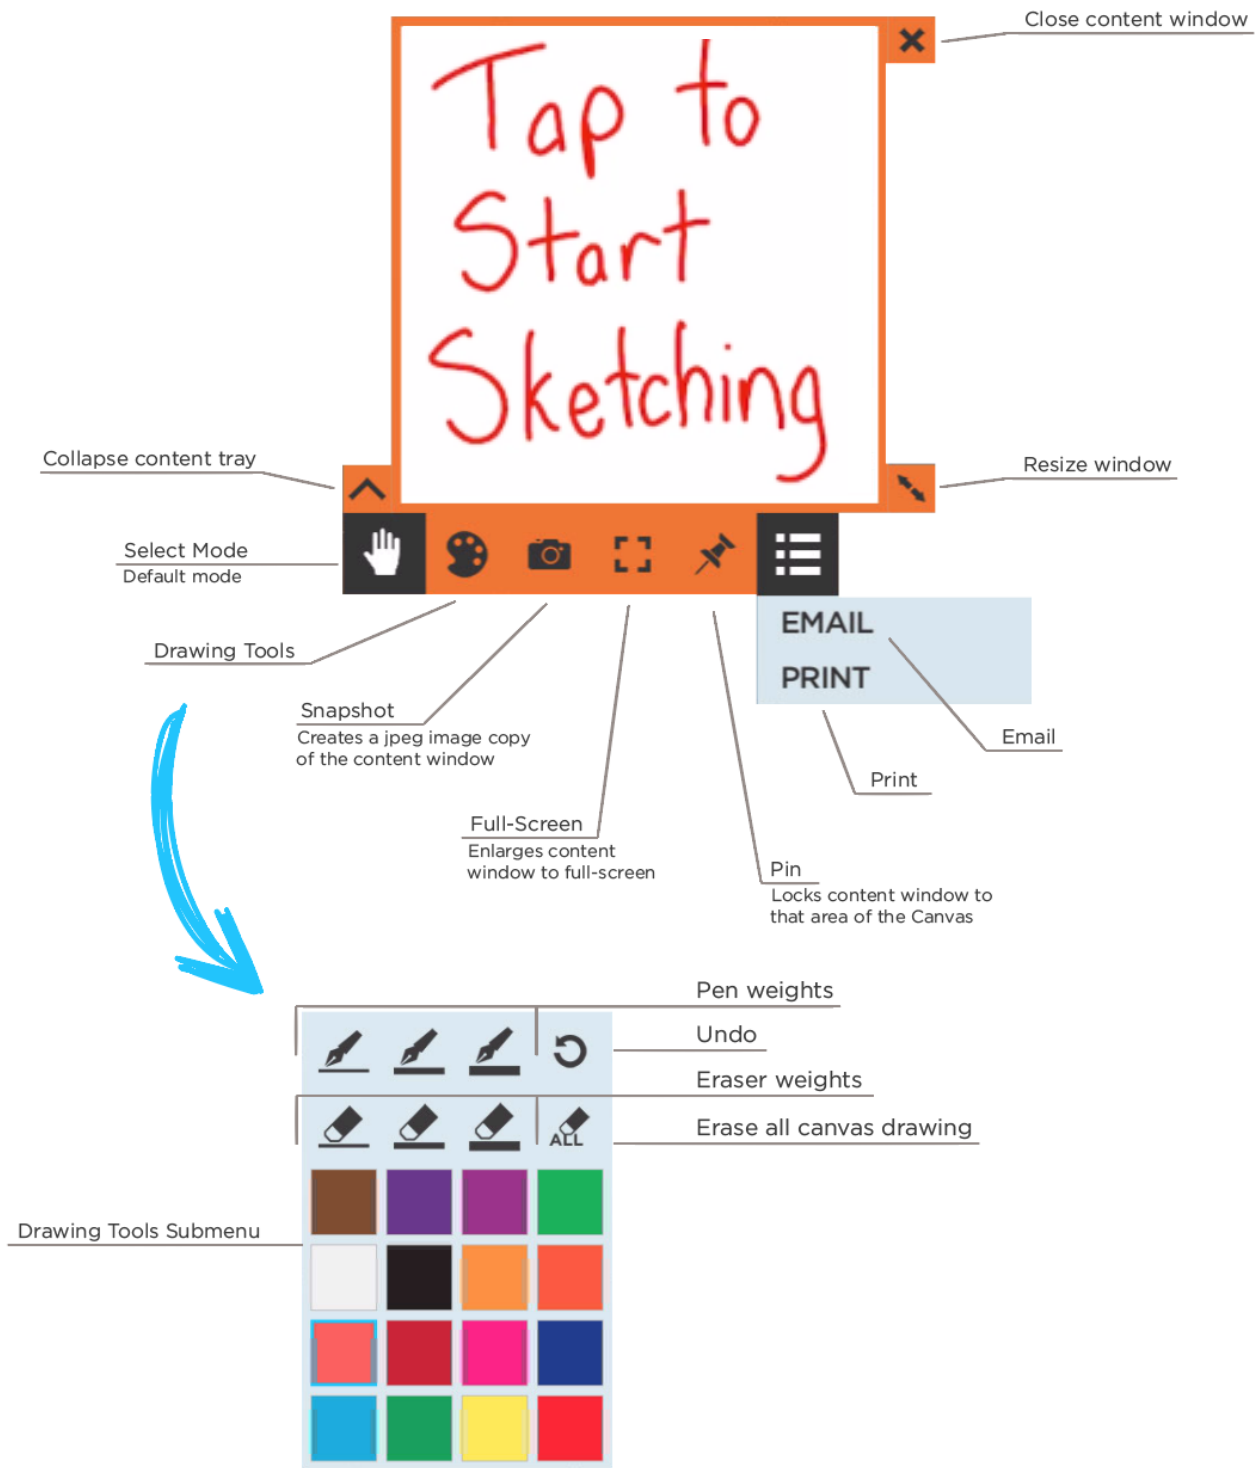 Close content window
Tap to
Start
Sketching
Collapse content tray
Resize window
Select Mode
Default mode
EMAIL
PRINT
Drawing Tools
Snapshot
Creates a jpeg image copy
of the content window
Email
Print
Full-Screen
Enlarges content
window to full-screen
Pin
Locks content window to
that area of the Canvas
Pen weights
Undo
Eraser weights
Erase all canvas drawing
ALL
Drawing Tools Submenu